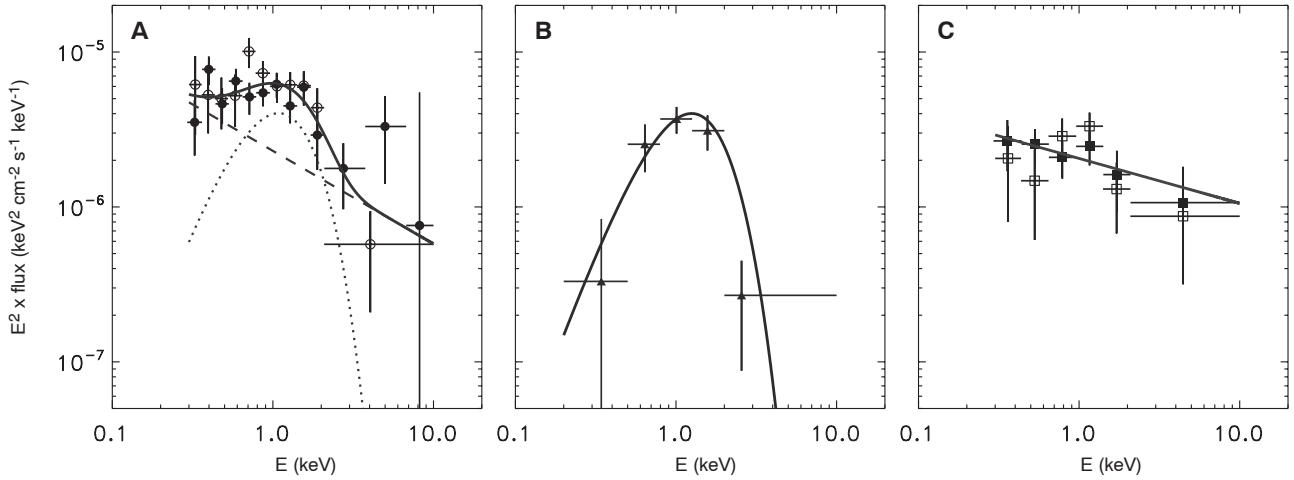 A
B
C
E² x flux (keV² cm⁻² s⁻¹ keV⁻¹)
10⁻⁵
10⁻⁶
10⁻⁷
0.1 1.0 10.0
0.1 1.0 10.0
0.1 1.0 10.0
E (keV)
E (keV)
E (keV)